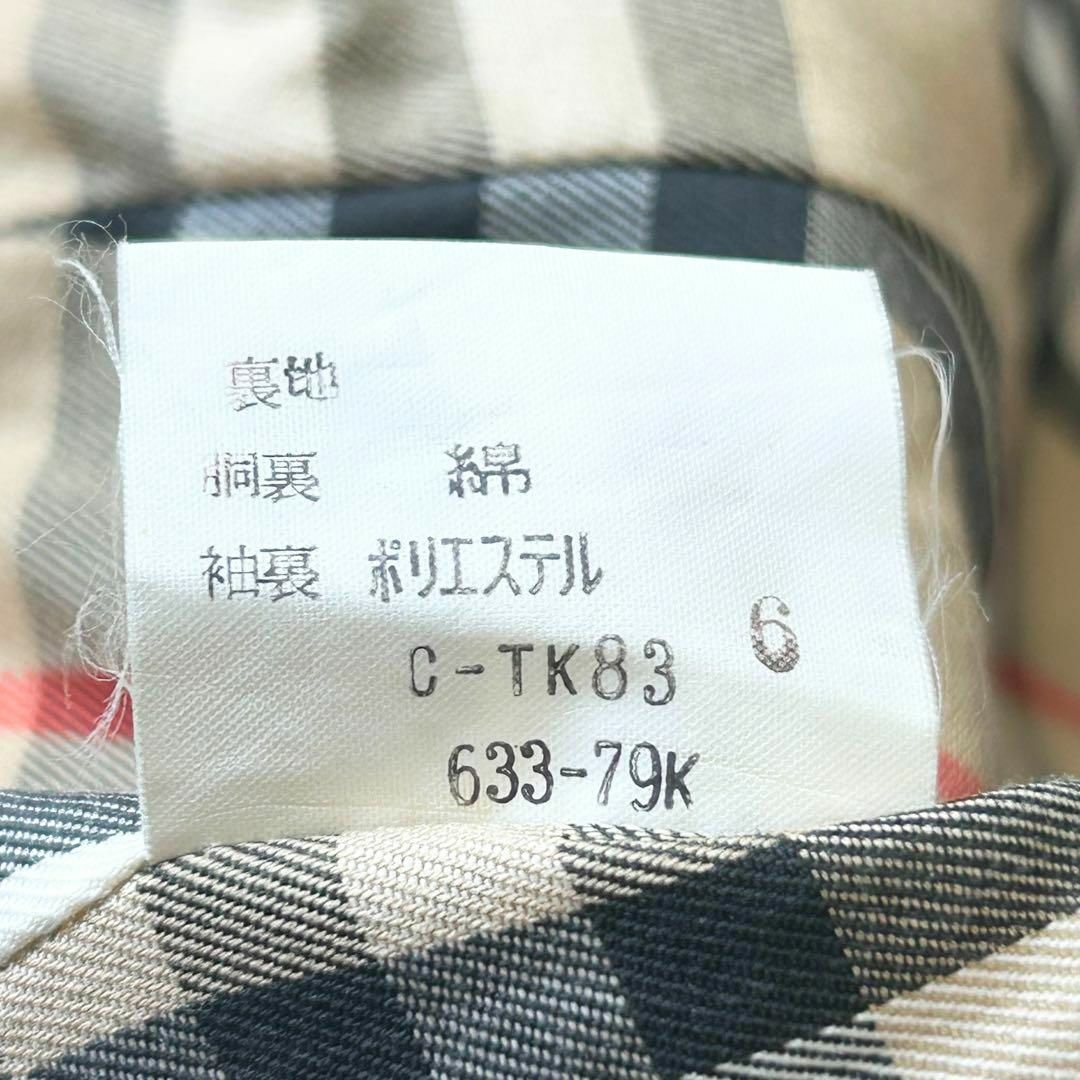 裏地
胴裏 綿
袖裏 ポリエステル
6
C-TK83
633-79K